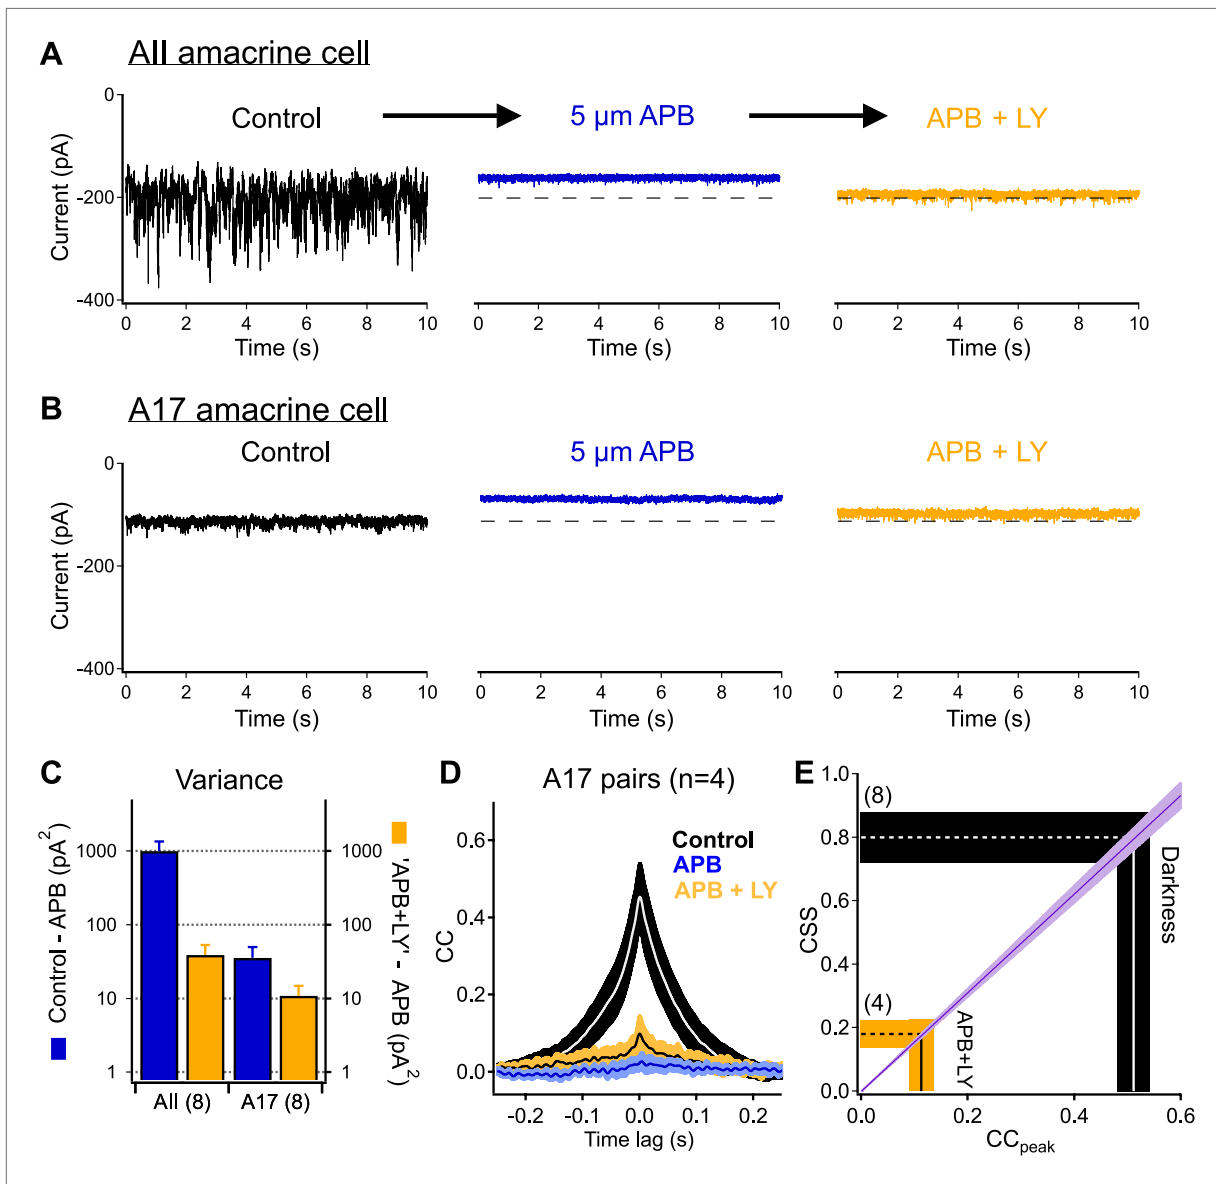 A AII amacrine cell
Control 5 µm APB APB + LY
Current (pA)
0
-200
-400
0 2 4 6 8 10 0 2 4 6 8 10 0 2 4 6 8 10
Time (s) Time (s) Time (s)
B A17 amacrine cell
Control 5 µm APB APB + LY
Current (pA)
0
-200
-400
0 2 4 6 8 10 0 2 4 6 8 10 0 2 4 6 8 10
Time (s) Time (s) Time (s)
C Variance
Control - APB (pA²)
1000 1000
100 100
10 10
1 1
'APB+LY' - APB (pA²)
AII (8) A17 (8)
D A17 pairs (n=4)
CC
0.6
0.4
0.2
0.0
Control
APB
APB + LY
-0.2 0.0 0.2
-0.1 0.1
Time lag (s)
E
CSS
1.0
0.8
0.6
0.4
0.2
0.0
(8)
(4)
APB+LY
Darkness
0.0 0.2 0.4 0.6
CCpeak